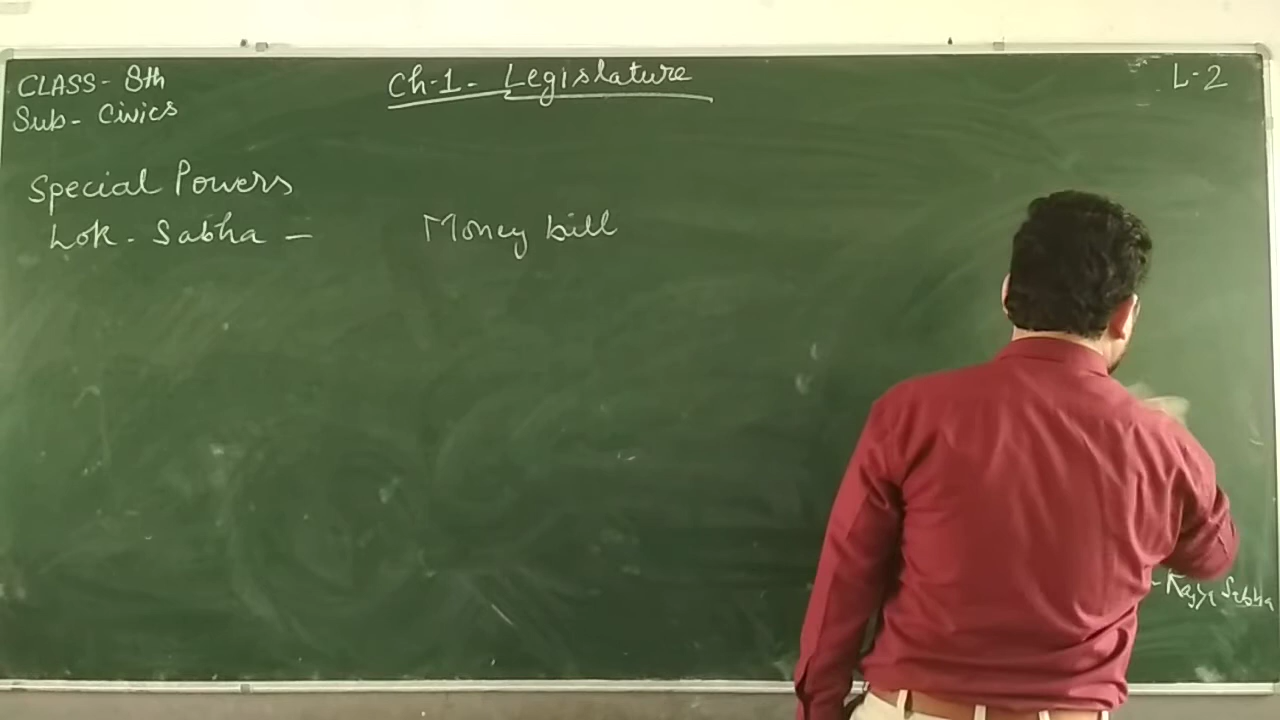 CLASS - 8th
Sub - Civics
Ch-1 - Legislature
L-2
Special Powers
Lok - Sabha -
Money bill
Rajya Sabha